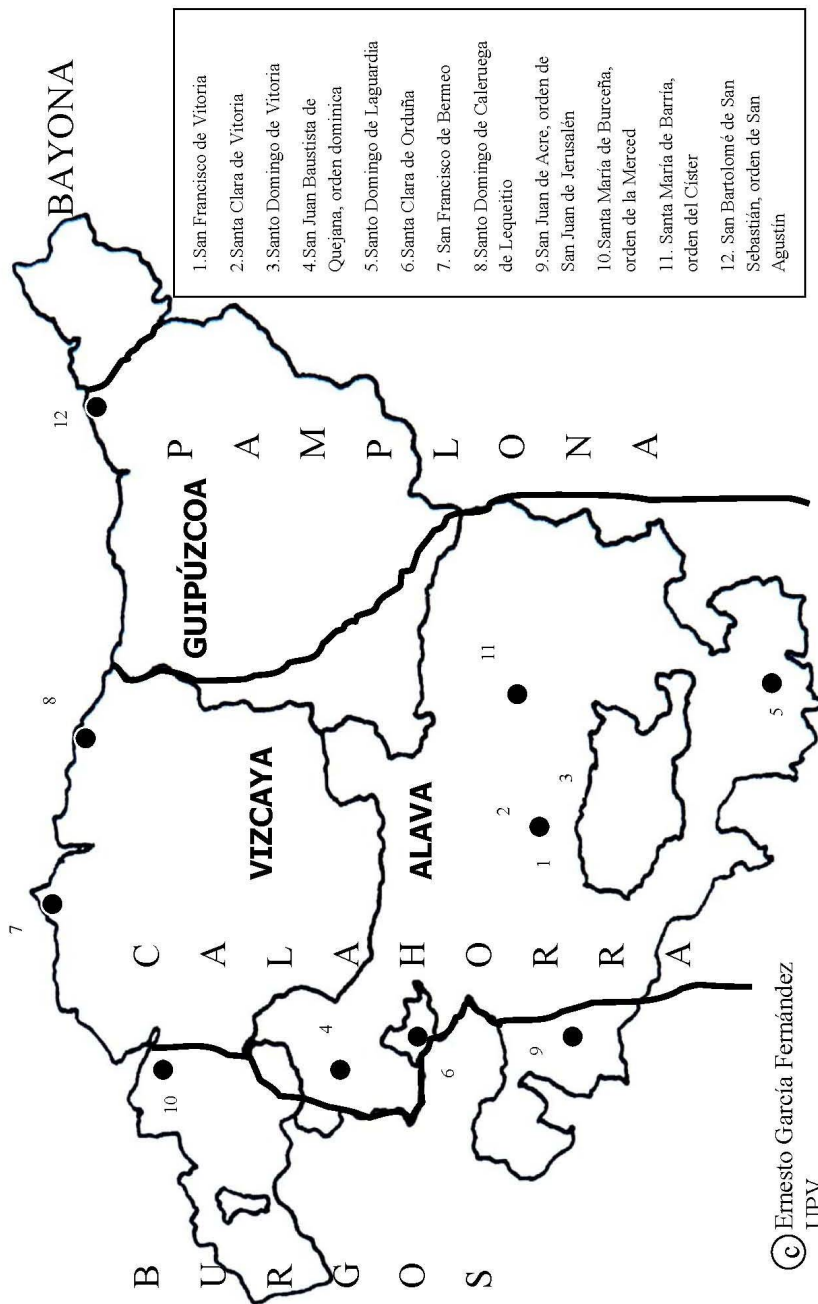 BAYONA
1.San Francisco de Vitoria
2.Santa Clara de Vitoria
3.Santo Domingo de Vitoria
4.San Juan Baustista de
Quejana, orden dominica
5.Santo Domingo de Laguardia
6.Santa Clara de Orduña
7. San Francisco de Bermeo
8.Santo Domingo de Caleruega
de Lequeitio
9.San Juan de Acre, orden de
San Juan de Jerusalén
10.Santa María de Burceña,
orden de la Merced
11. Santa María de Barría,
orden del Císter
12. San Bartolomé de San
Sebastián, orden de San
Agustín
BURGOS
CALAHORRA
PAMPLONA
VIZCAYA
GUIPÚZCOA
ALAVA
7
8
12
10
4
6
9
11
2
1
3
5
c Ernesto García Fernández
UPV